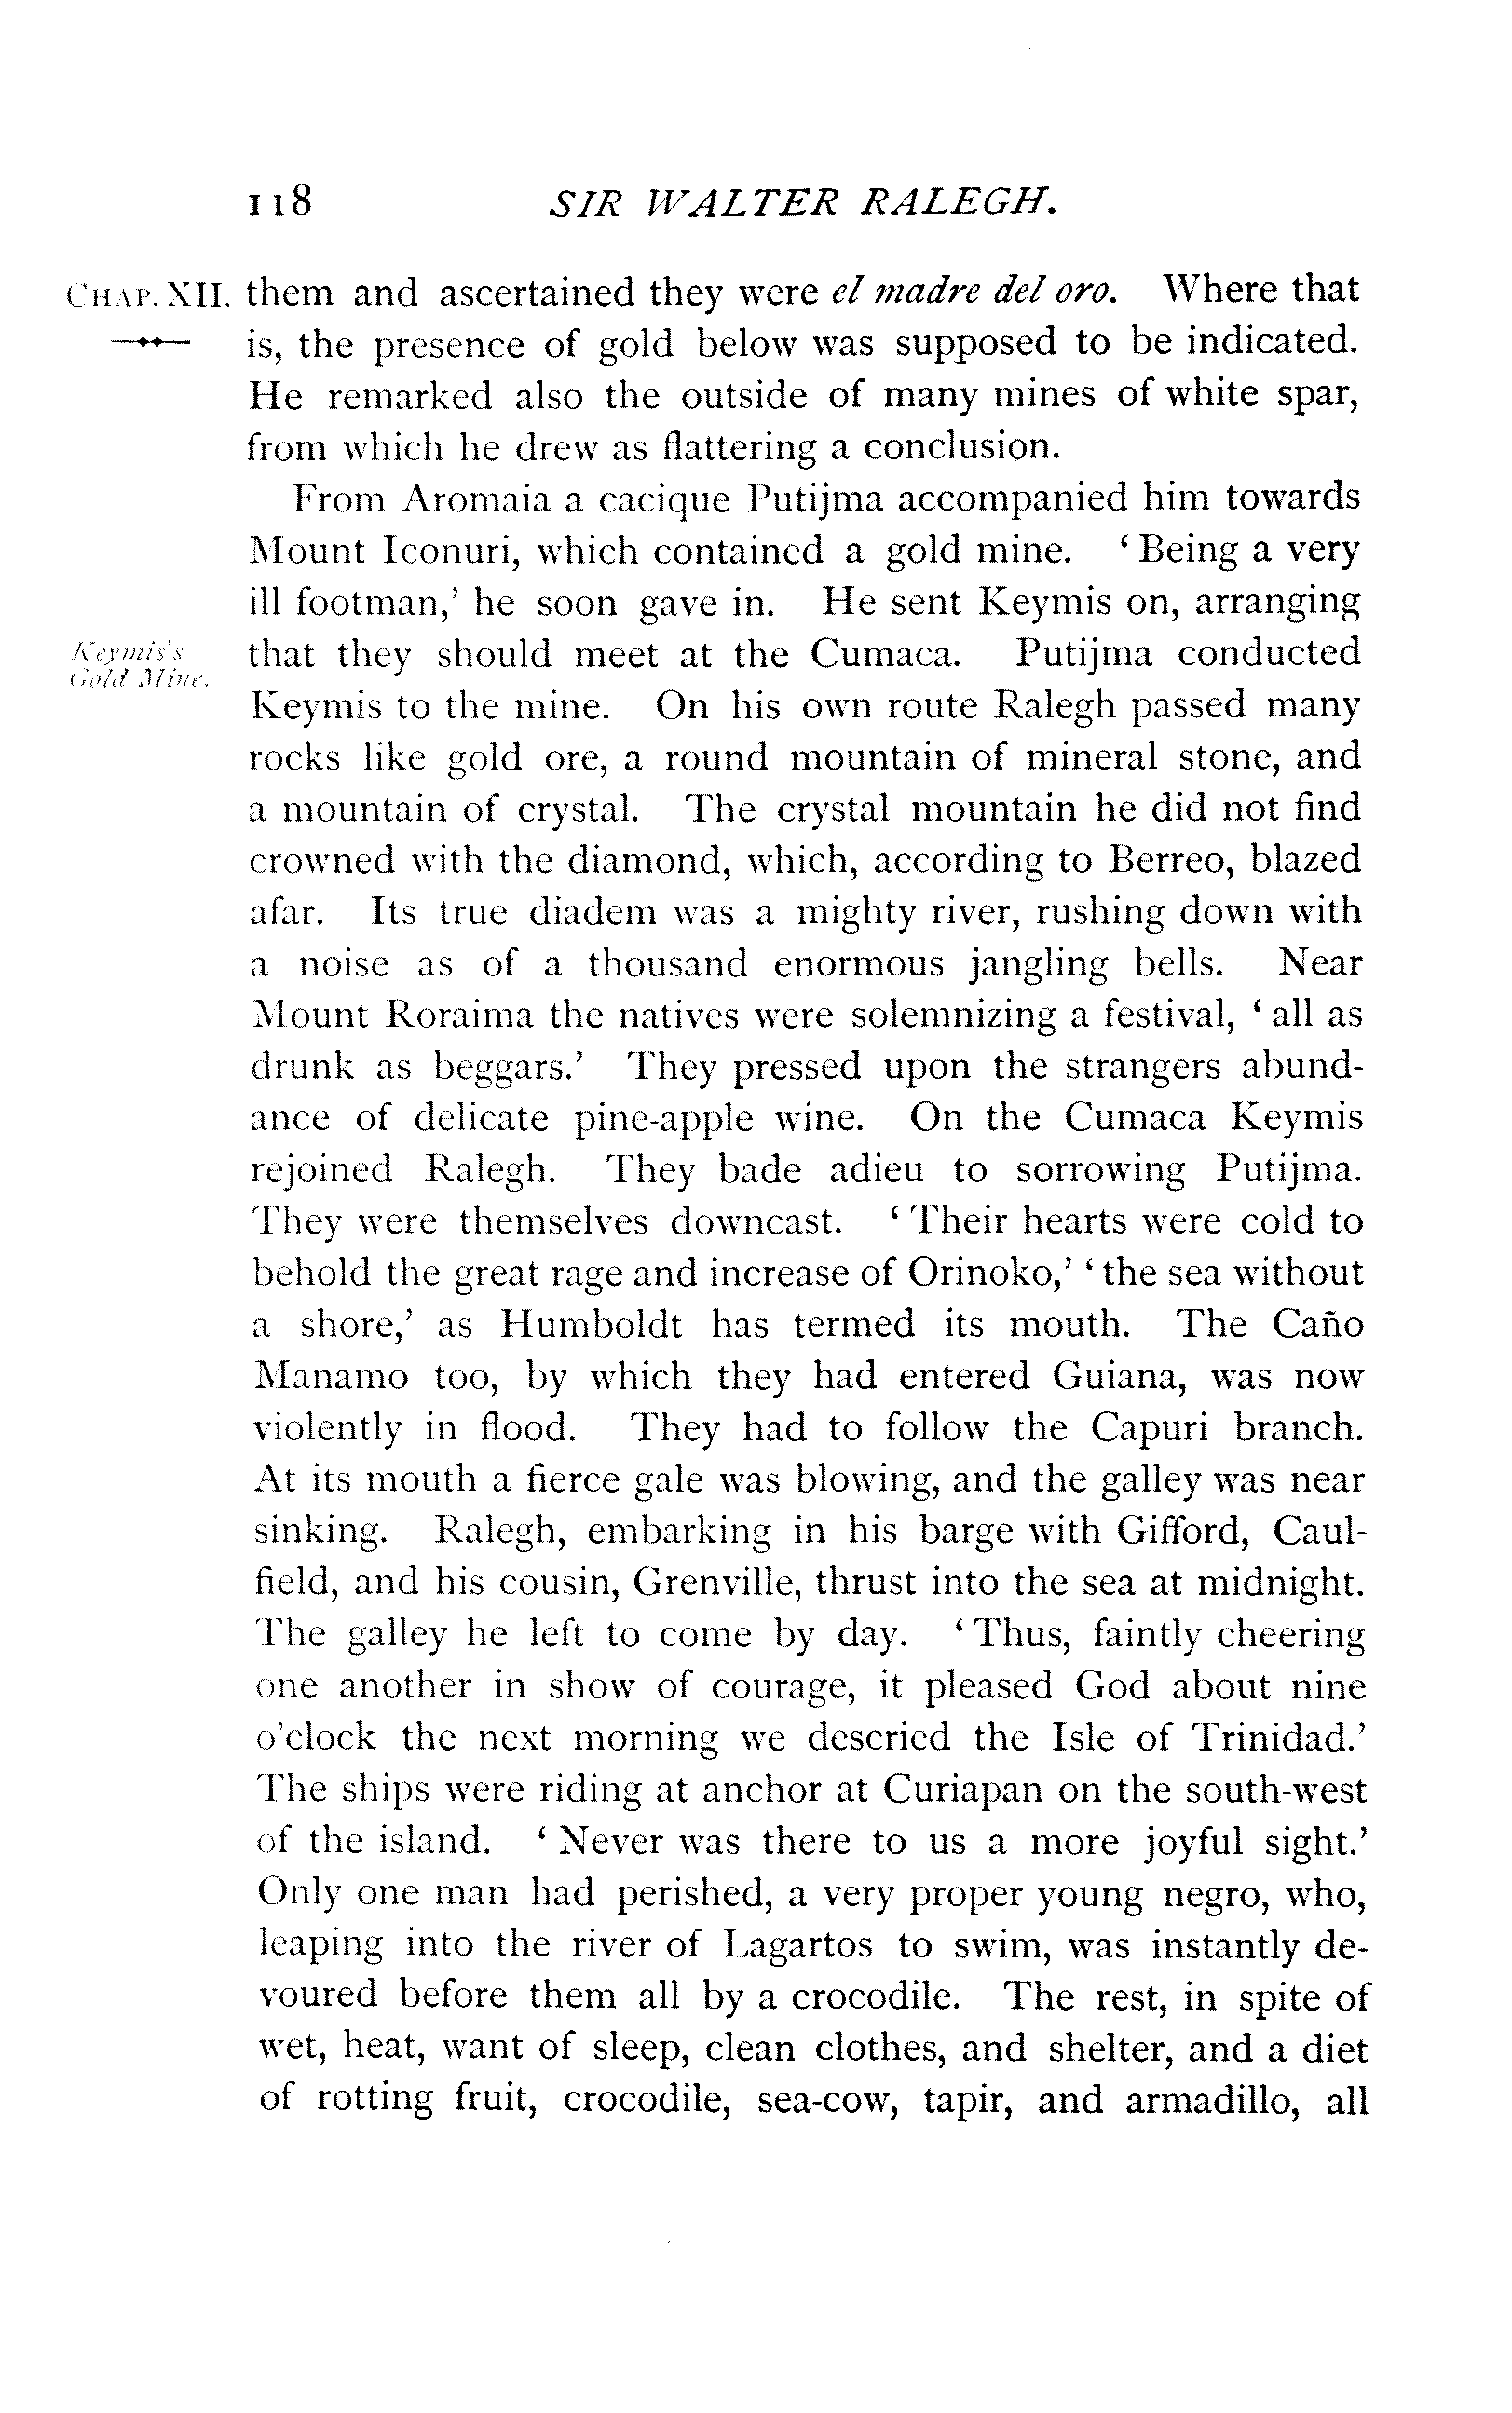 118 SIR WALTER RALEGH.
CHAP. XII. them and ascertained they were el madre del oro. Where that
is, the presence of gold below was supposed to be indicated.
He remarked also the outside of many mines of white spar,
from which he drew as flattering a conclusion.
From Aromaia a cacique Putijma accompanied him towards
Mount Iconuri, which contained a gold mine. ‘Being a very
ill footman,’ he soon gave in. He sent Keymis on, arranging
Keymis's
Gold Mine.
that they should meet at the Cumaca. Putijma conducted
Keymis to the mine. On his own route Ralegh passed many
rocks like gold ore, a round mountain of mineral stone, and
a mountain of crystal. The crystal mountain he did not find
crowned with the diamond, which, according to Berreo, blazed
afar. Its true diadem was a mighty river, rushing down with
a noise as of a thousand enormous jangling bells. Near
Mount Roraima the natives were solemnizing a festival, ‘all as
drunk as beggars.’ They pressed upon the strangers abund-
ance of delicate pine-apple wine. On the Cumaca Keymis
rejoined Ralegh. They bade adieu to sorrowing Putijma.
They were themselves downcast. ‘Their hearts were cold to
behold the great rage and increase of Orinoko,’ ‘the sea without
a shore,’ as Humboldt has termed its mouth. The Caño
Manamo too, by which they had entered Guiana, was now
violently in flood. They had to follow the Capuri branch.
At its mouth a fierce gale was blowing, and the galley was near
sinking. Ralegh, embarking in his barge with Gifford, Caul-
field, and his cousin, Grenville, thrust into the sea at midnight.
The galley he left to come by day. ‘Thus, faintly cheering
one another in show of courage, it pleased God about nine
o'clock the next morning we descried the Isle of Trinidad.’
The ships were riding at anchor at Curiapan on the south-west
of the island. ‘Never was there to us a more joyful sight.’
Only one man had perished, a very proper young negro, who,
leaping into the river of Lagartos to swim, was instantly de-
voured before them all by a crocodile. The rest, in spite of
wet, heat, want of sleep, clean clothes, and shelter, and a diet
of rotting fruit, crocodile, sea-cow, tapir, and armadillo, all